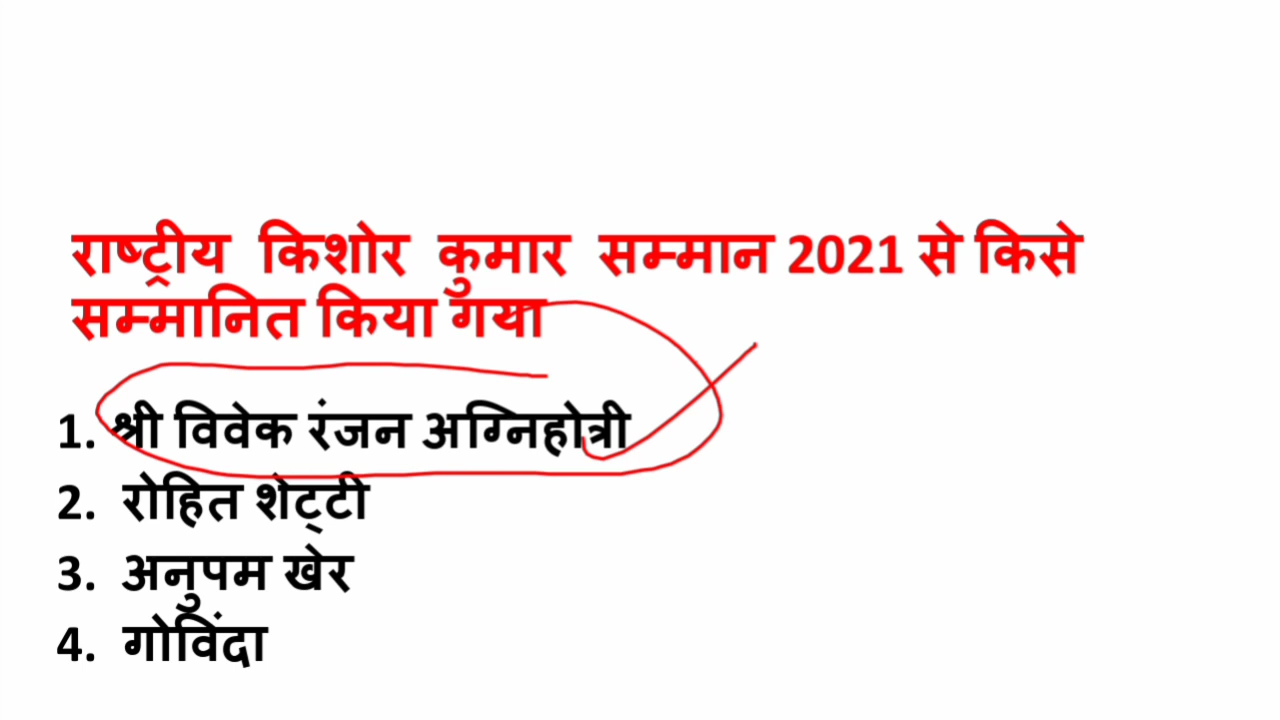 राष्ट्रीय किशोर कुमार सम्मान 2021 से किसे
सम्मानित किया गया
1. श्री विवेक रंजन अग्निहोत्री
2. रोहित शेट्टी
3. अनुपम खेर
4. गोविंदा